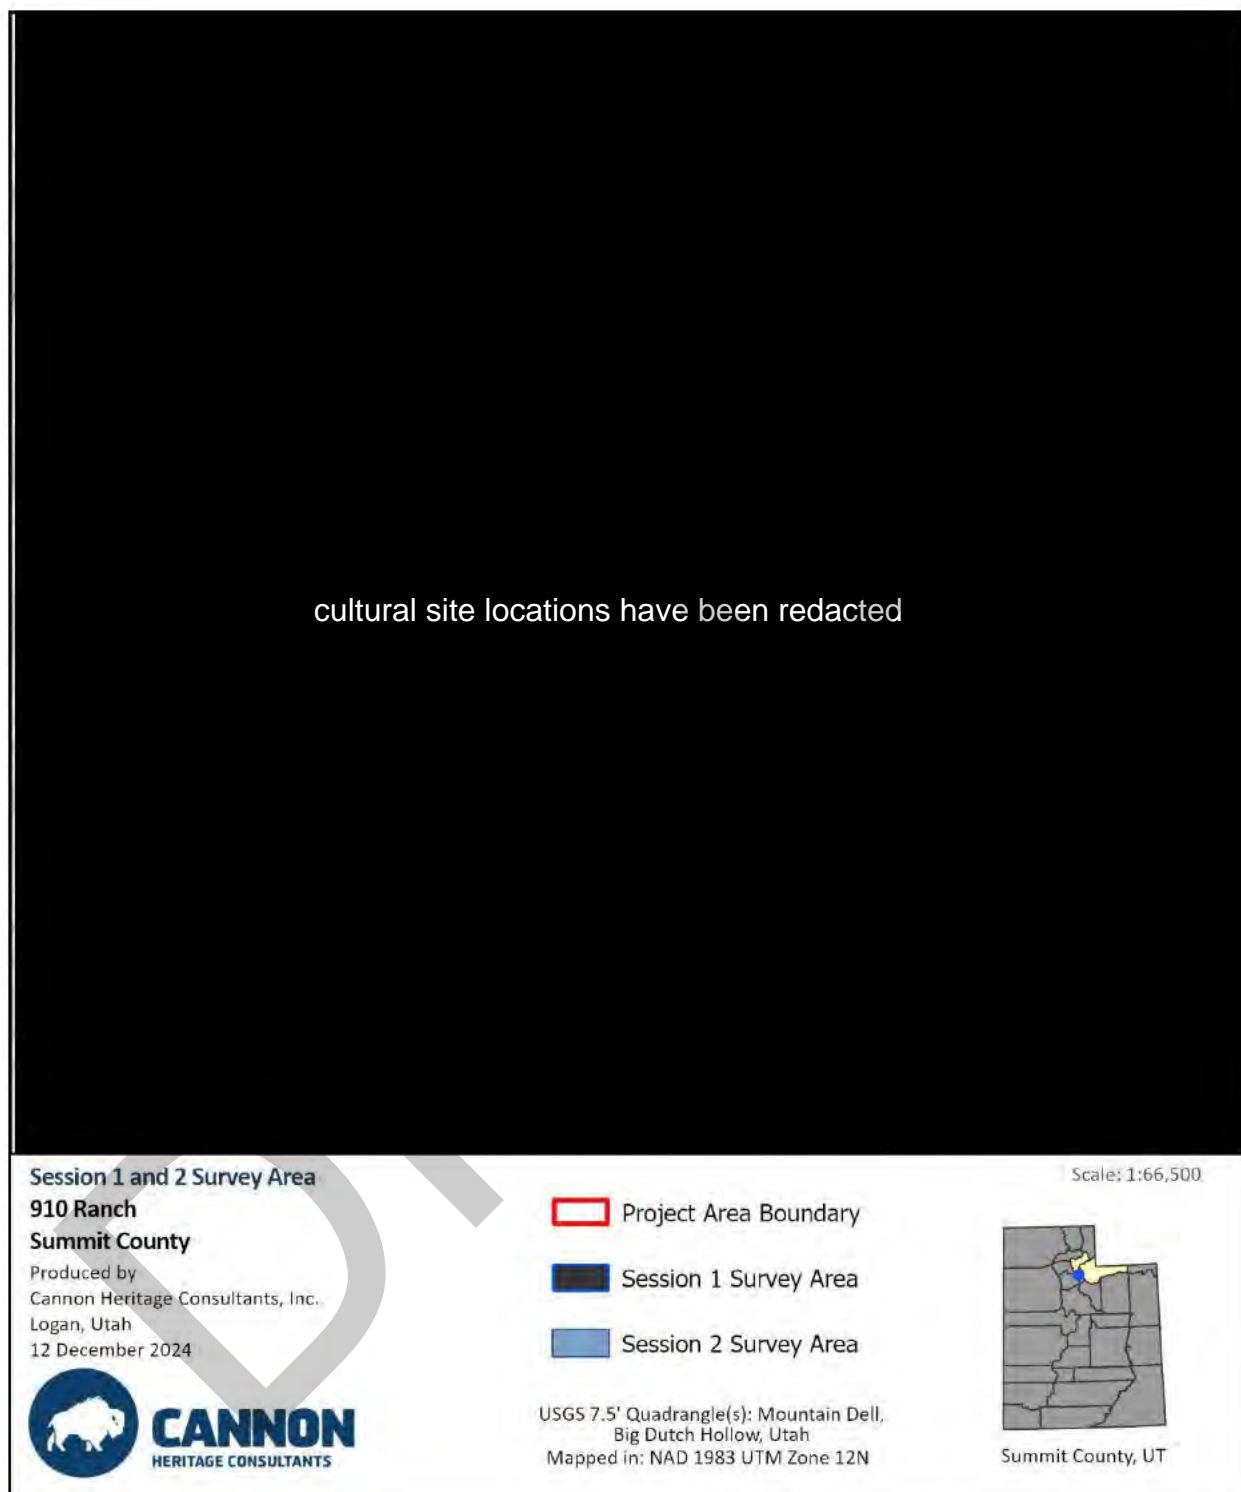 cultural site locations have been redacted
Session 1 and 2 Survey Area
910 Ranch
Summit County
Produced by
Cannon Heritage Consultants, Inc.
Logan, Utah
12 December 2024
CANNON
HERITAGE CONSULTANTS
Project Area Boundary
Session 1 Survey Area
Session 2 Survey Area
USGS 7.5' Quadrangle(s): Mountain Dell,
Big Dutch Hollow, Utah
Mapped in: NAD 1983 UTM Zone 12N
Scale: 1:66,500
Summit County, UT